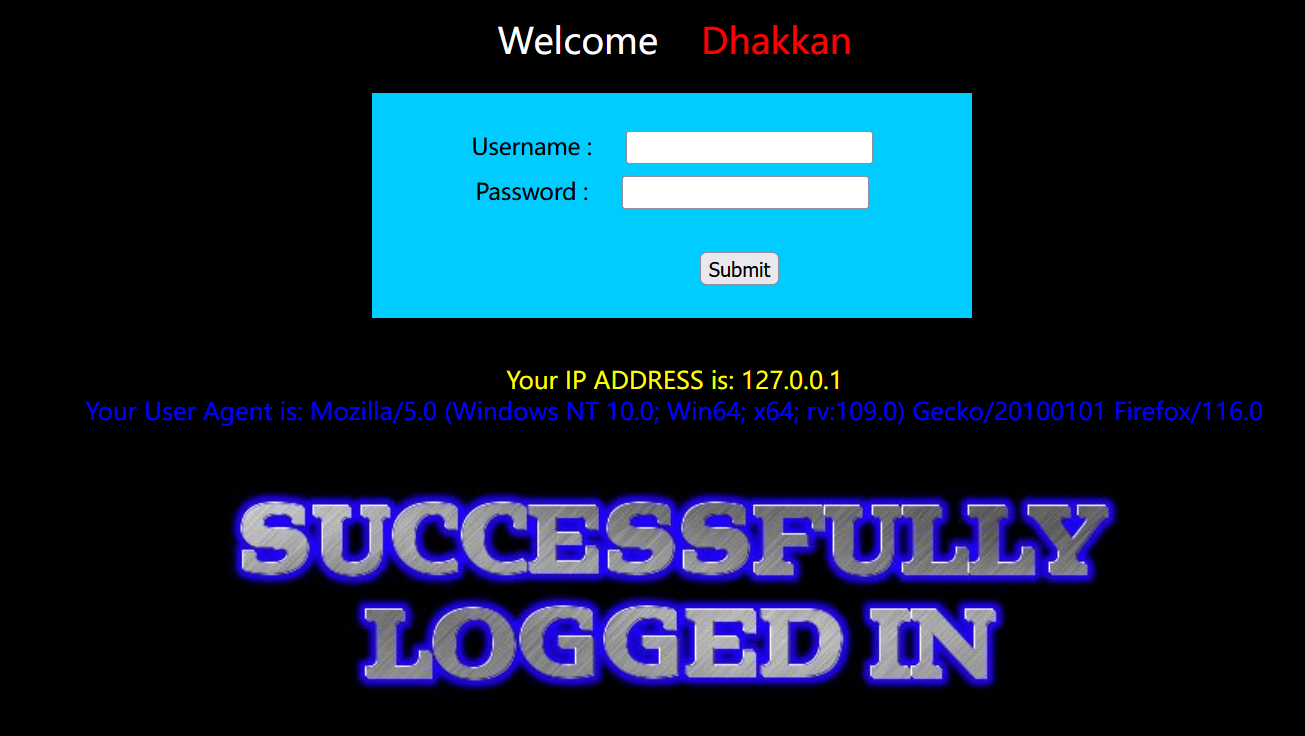 Welcome Dhakkan
Username :
Password :
Submit
Your IP ADDRESS is: 127.0.0.1
Your User Agent is: Mozilla/5.0 (Windows NT 10.0; Win64; x64; rv:109.0) Gecko/20100101 Firefox/116.0
SUCCESSFULLY
LOGGED IN